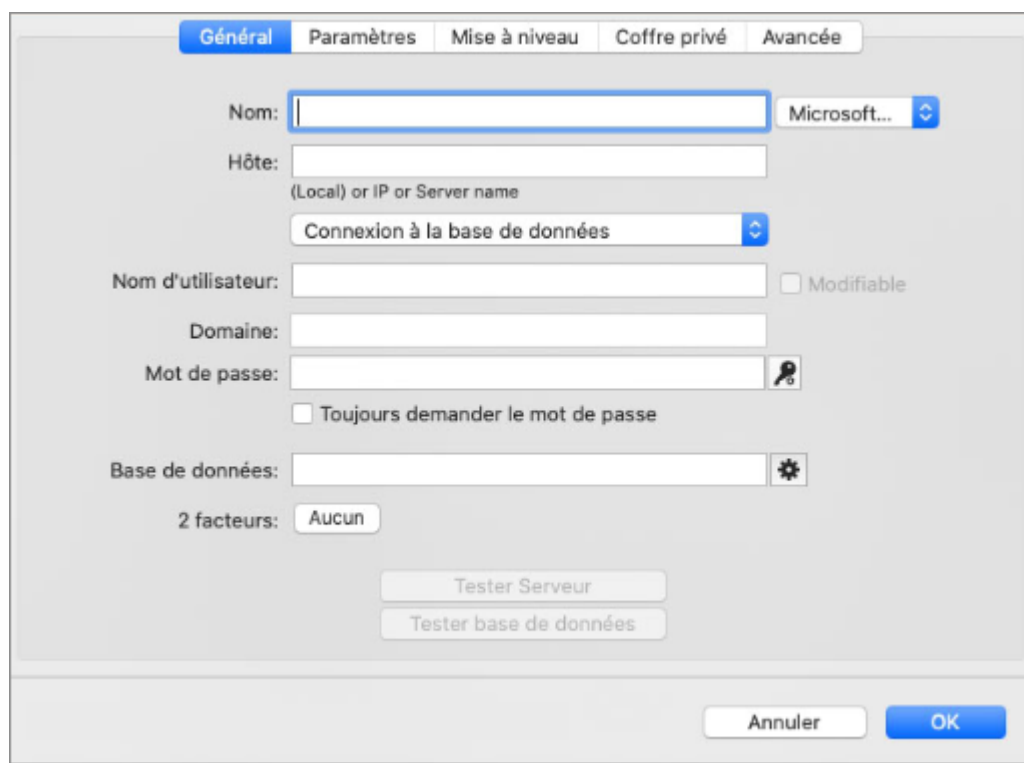 Général Paramètres Mise à niveau Coffre privé Avancée
Nom: Microsoft...
Hôte:
(Local) or IP or Server name
Connexion à la base de données
Nom d'utilisateur: Modifiable
Domaine:
Mot de passe:
Toujours demander le mot de passe
Base de données:
2 facteurs: Aucun
Tester Serveur
Tester base de données
Annuler OK